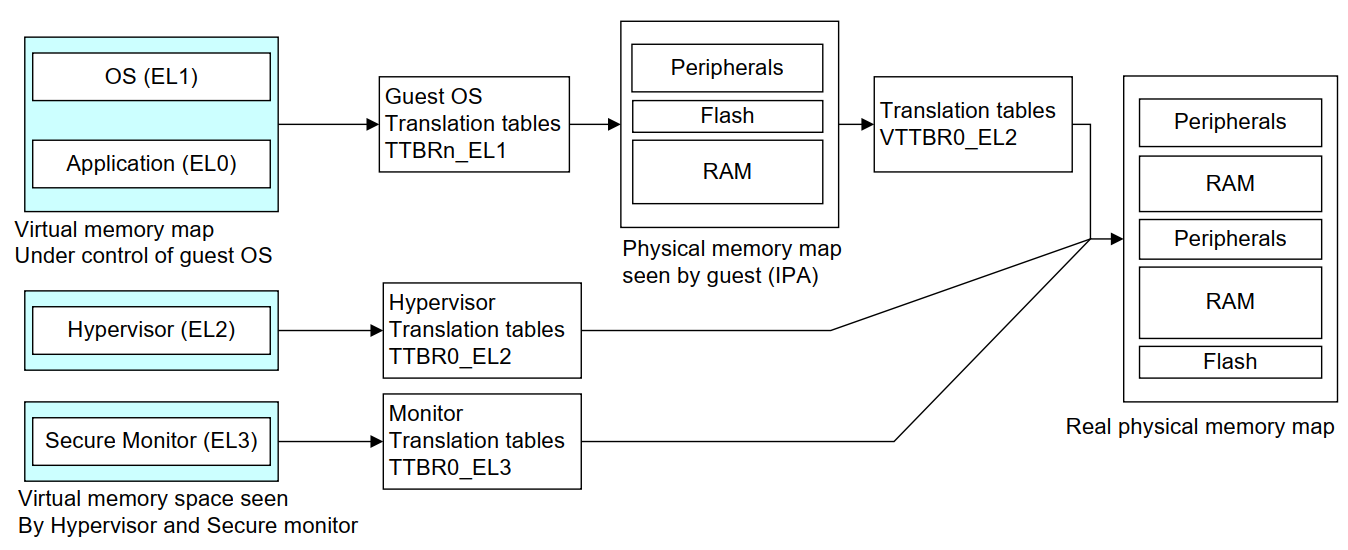 OS (EL1)
Application (EL0)
Virtual memory map
Under control of guest OS
Guest OS
Translation tables
TTBRn_EL1
Peripherals
Flash
RAM
Physical memory map
seen by guest (IPA)
Translation tables
VTTBR0_EL2
Hypervisor (EL2)
Hypervisor
Translation tables
TTBR0_EL2
Secure Monitor (EL3)
Virtual memory space seen
By Hypervisor and Secure monitor
Monitor
Translation tables
TTBR0_EL3
Peripherals
RAM
Peripherals
RAM
Flash
Real physical memory map